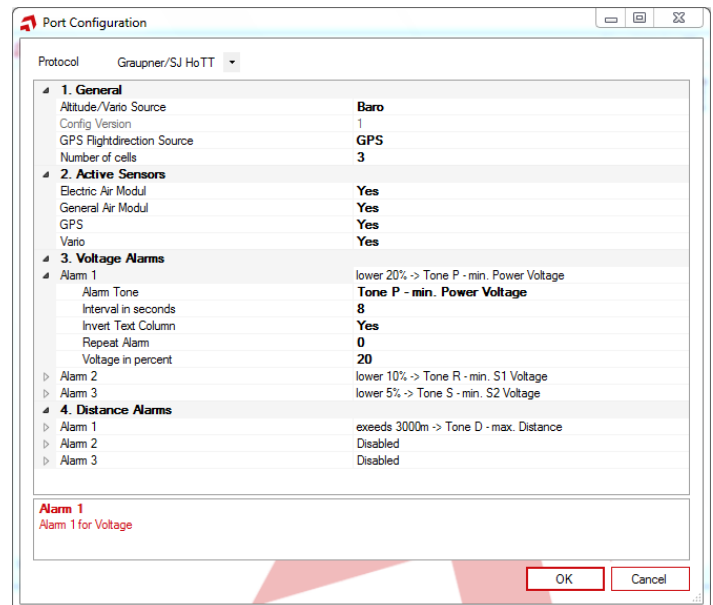 Port Configuration
Protocol Graupner/SJ HoTT
1. General
Altitude/Vario Source Baro
Config Version 1
GPS Flightdirection Source GPS
Number of cells 3
2. Active Sensors
Electric Air Modul Yes
General Air Modul Yes
GPS Yes
Vario Yes
3. Voltage Alarms
Alarm 1 lower 20% -> Tone P - min. Power Voltage
Alarm Tone Tone P - min. Power Voltage
Interval in seconds 8
Invert Text Column Yes
Repeat Alarm 0
Voltage in percent 20
Alarm 2 lower 10% -> Tone R - min. S1 Voltage
Alarm 3 lower 5% -> Tone S - min. S2 Voltage
4. Distance Alarms
Alarm 1 exeeds 3000m -> Tone D - max. Distance
Alarm 2 Disabled
Alarm 3 Disabled
Alarm 1
Alarm 1 for Voltage
OK Cancel